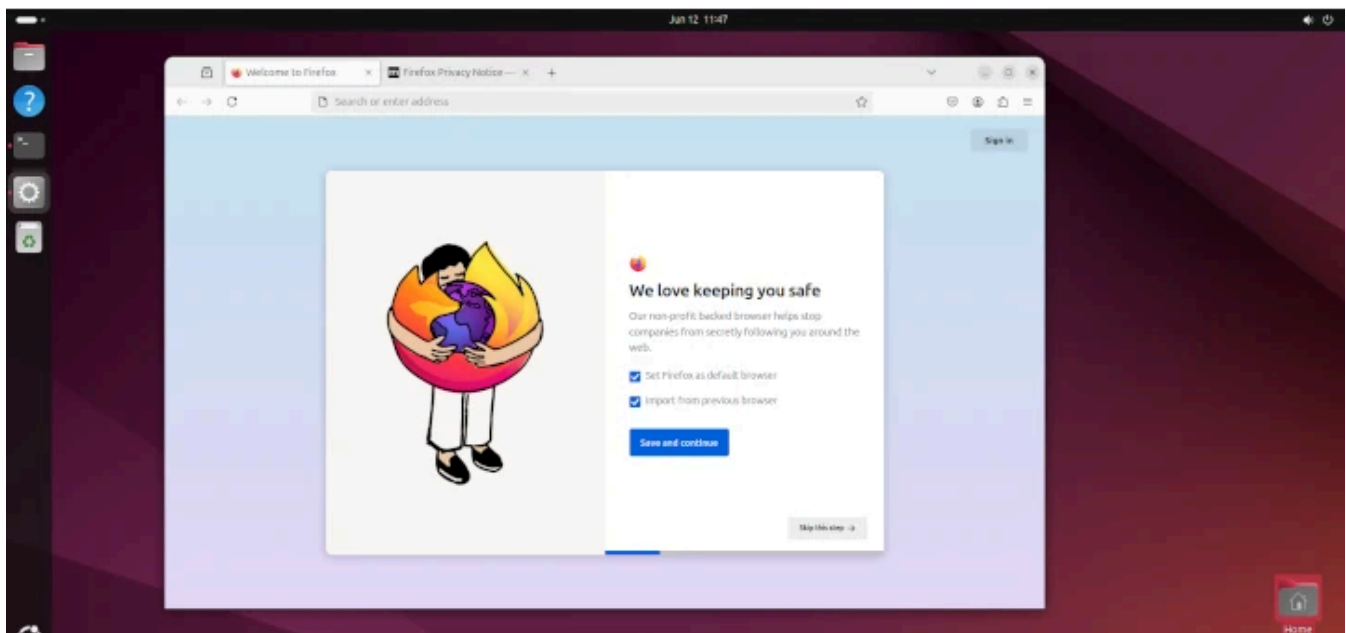 Jun 12 11:47
Welcome to Firefox
Firefox Privacy Notice —
Search or enter address
Sign in
We love keeping you safe
Our non-profit backed browser helps stop
companies from secretly following you around the
web.
Set Firefox as default browser
Import from previous browser
Save and continue
Skip this step
Home